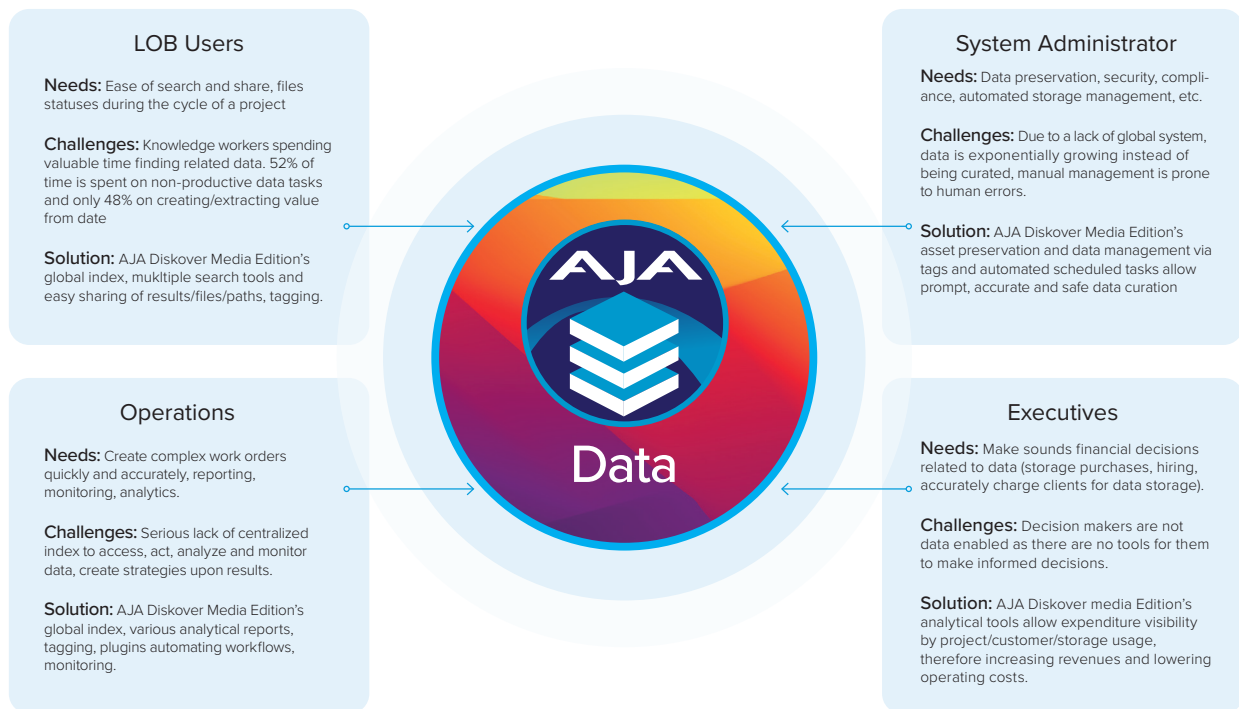 LOB Users
Needs: Ease of search and share, files
statuses during the cycle of a project
Challenges: Knowledge workers spending
valuable time finding related data. 52% of
time is spent on non-productive data tasks
and only 48% on creating/extracting value
from date
Solution: AJA Diskover Media Edition's
global index, mukltiple search tools and
easy sharing of results/files/paths, tagging.
System Administrator
Needs: Data preservation, security, compli-
ance, automated storage management, etc.
Challenges: Due to a lack of global system,
data is exponentially growing instead of
being curated, manual management is prone
to human errors.
Solution: AJA Diskover Media Edition's
asset preservation and data management via
tags and automated scheduled tasks allow
prompt, accurate and safe data curation
AJA
Data
Operations
Needs: Create complex work orders
quickly and accurately, reporting,
monitoring, analytics.
Challenges: Serious lack of centralized
index to access, act, analyze and monitor
data, create strategies upon results.
Solution: AJA Diskover Media Edition's
global index, various analytical reports,
tagging, plugins automating workflows,
monitoring.
Executives
Needs: Make sounds financial decisions
related to data (storage purchases, hiring,
accurately charge clients for data storage).
Challenges: Decision makers are not
data enabled as there are no tools for them
to make informed decisions.
Solution: AJA Diskover media Edition's
analytical tools allow expenditure visibility
by project/customer/storage usage,
therefore increasing revenues and lowering
operating costs.